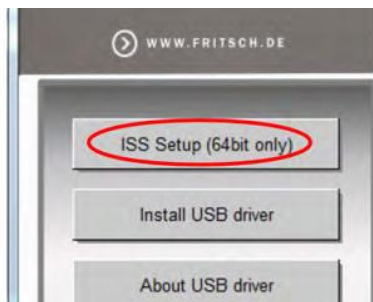 WWW.FRITSCH.DE
ISS Setup (64bit only)
Install USB driver
About USB driver